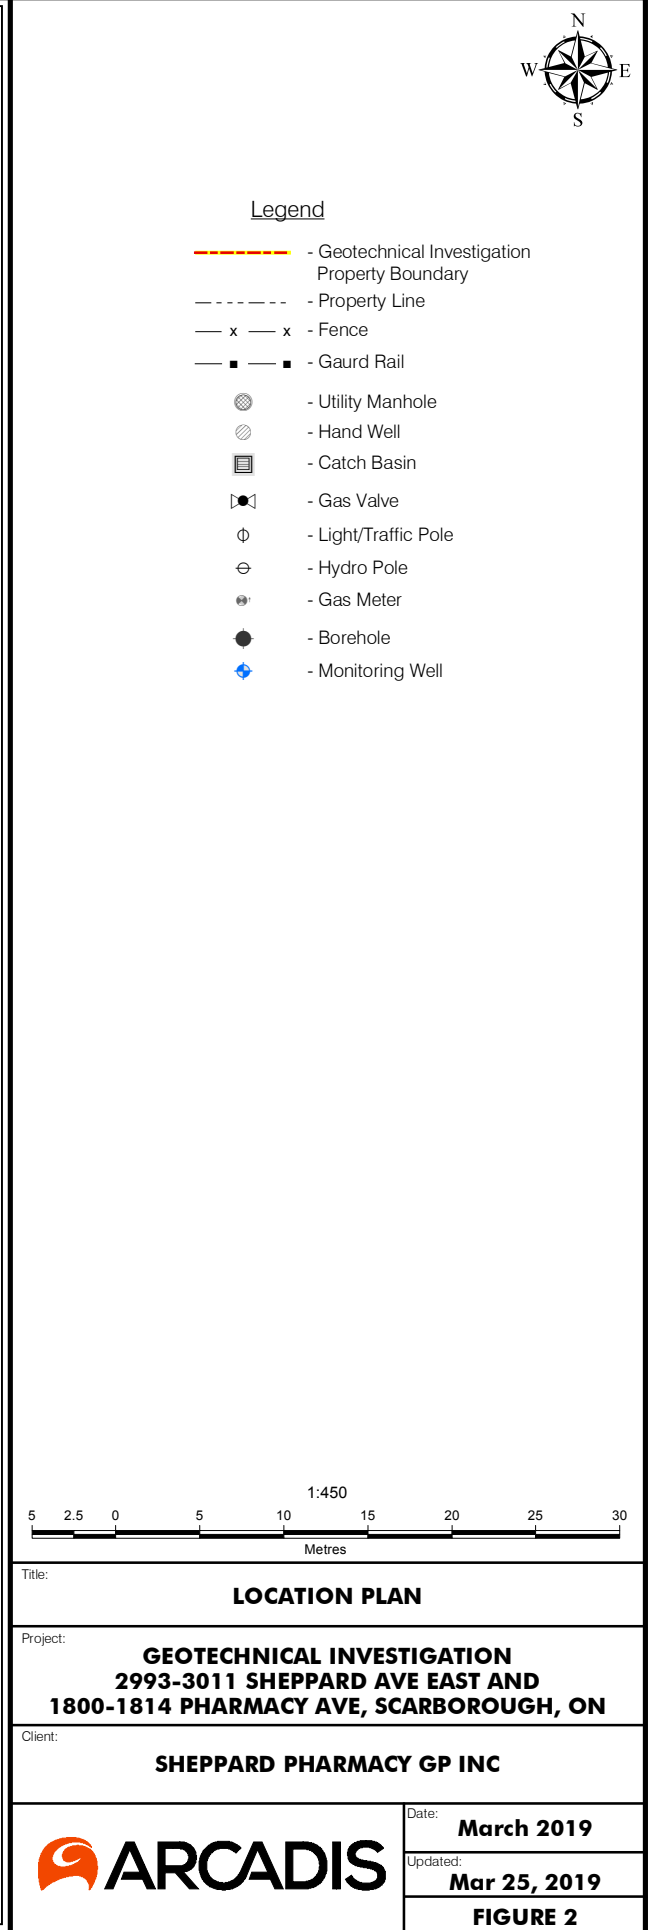 N
W E
S
Legend
- Geotechnical Investigation
Property Boundary
- Property Line
x x - Fence
- Gaurd Rail
- Utility Manhole
- Hand Well
- Catch Basin
- Gas Valve
- Light/Traffic Pole
- Hydro Pole
- Gas Meter
- Borehole
- Monitoring Well
1:450
5 2.5 0 5 10 15 20 25 30
Metres
Title:
LOCATION PLAN
Project:
GEOTECHNICAL INVESTIGATION
2993-3011 SHEPPARD AVE EAST AND
1800-1814 PHARMACY AVE, SCARBOROUGH, ON
Client:
SHEPPARD PHARMACY GP INC
ARCADIS
Date:
March 2019
Updated:
Mar 25, 2019
FIGURE 2